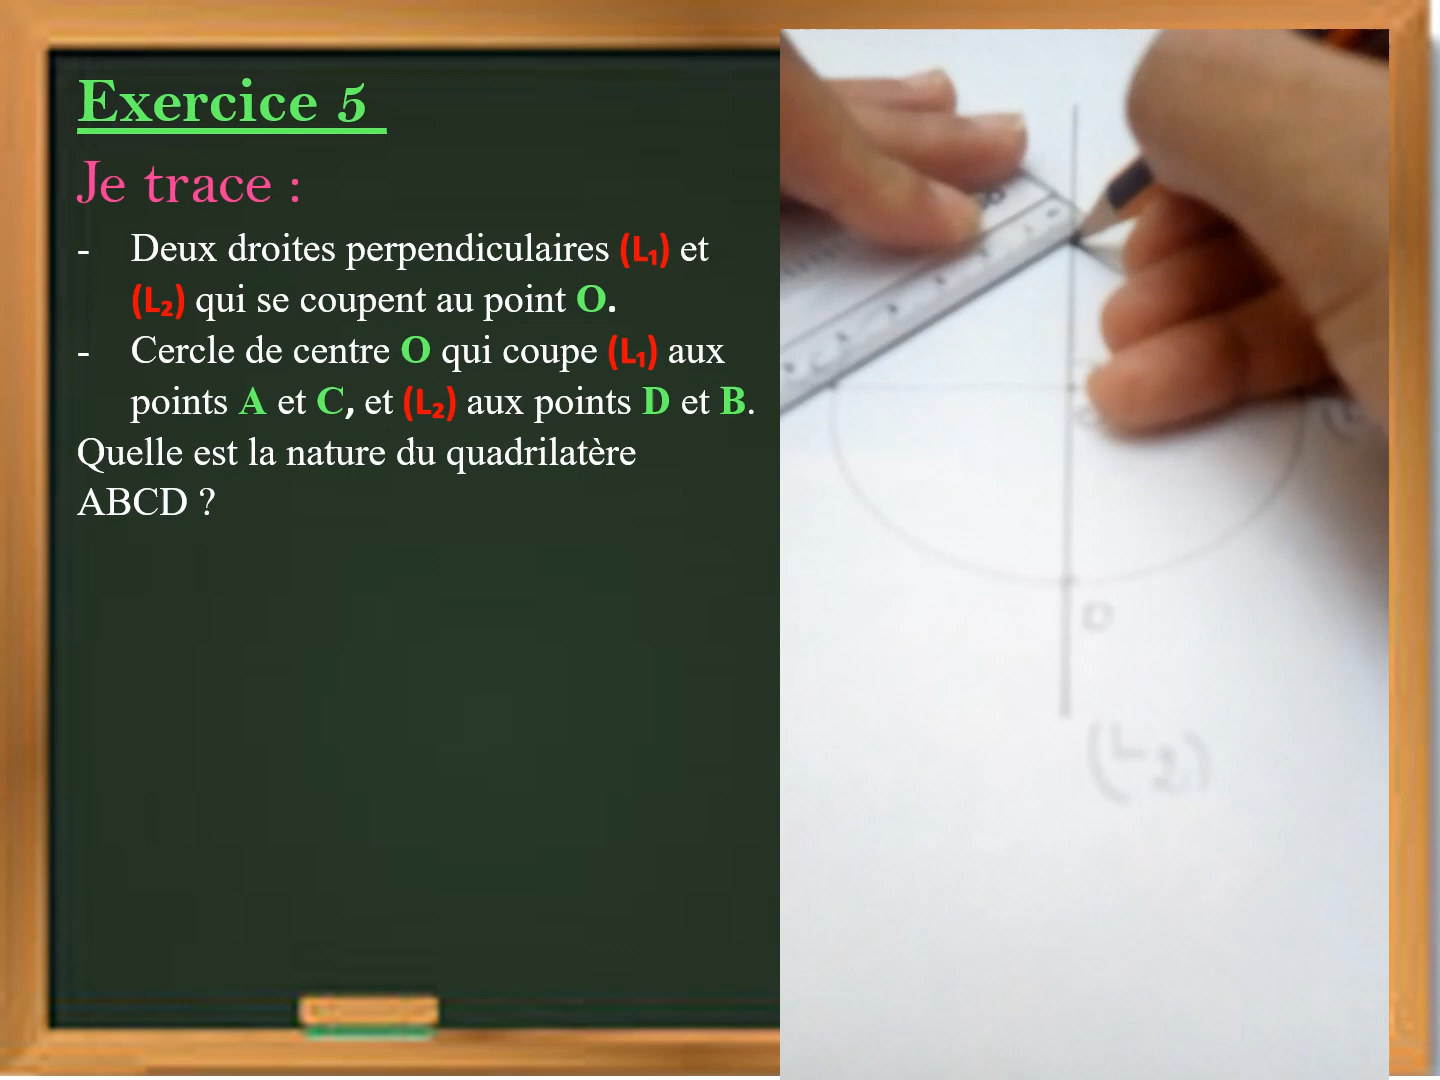 Exercice 5
Je trace :
- Deux droites perpendiculaires (L₁) et
(L₂) qui se coupent au point O.
- Cercle de centre O qui coupe (L₁) aux
points A et C, et (L₂) aux points D et B.
Quelle est la nature du quadrilatère
ABCD ?
D
(L2)